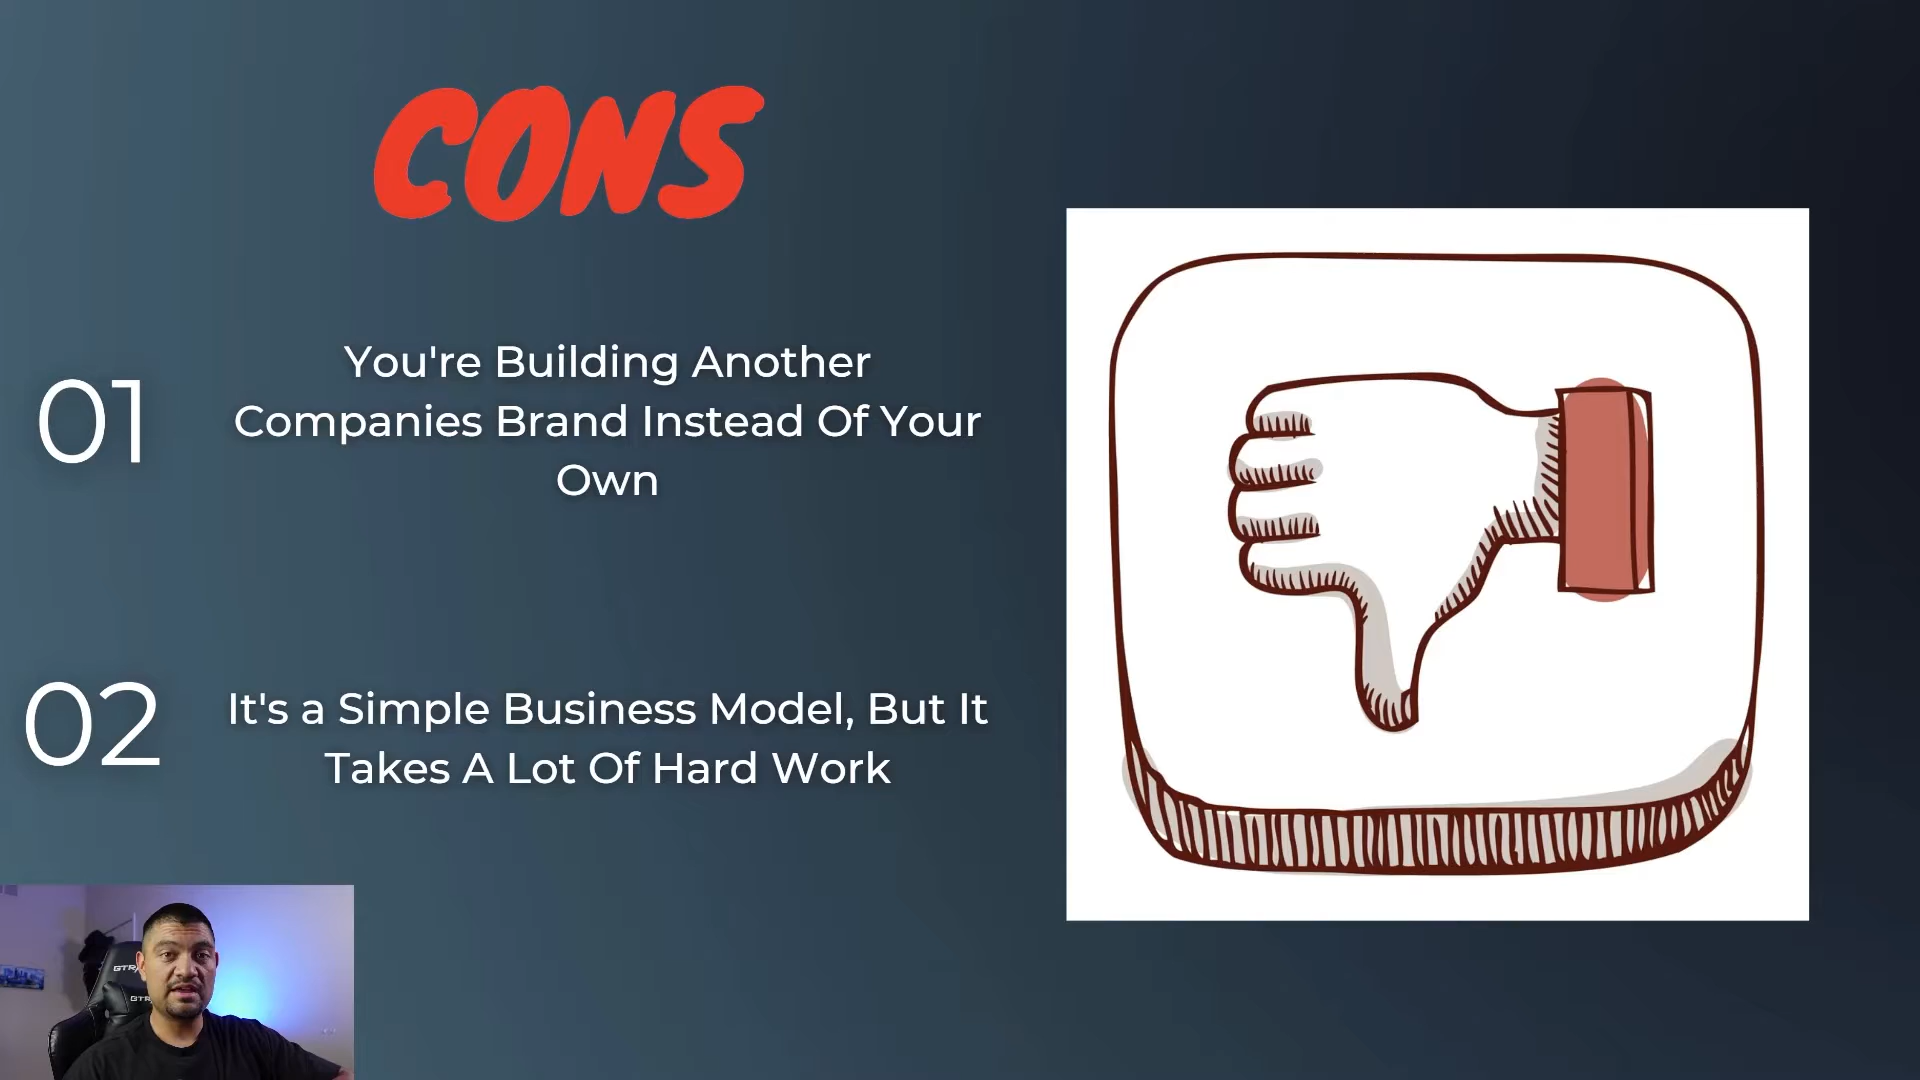 CONS
01
You're Building Another
Companies Brand Instead Of Your
Own
02
It's a Simple Business Model, But It
Takes A Lot Of Hard Work